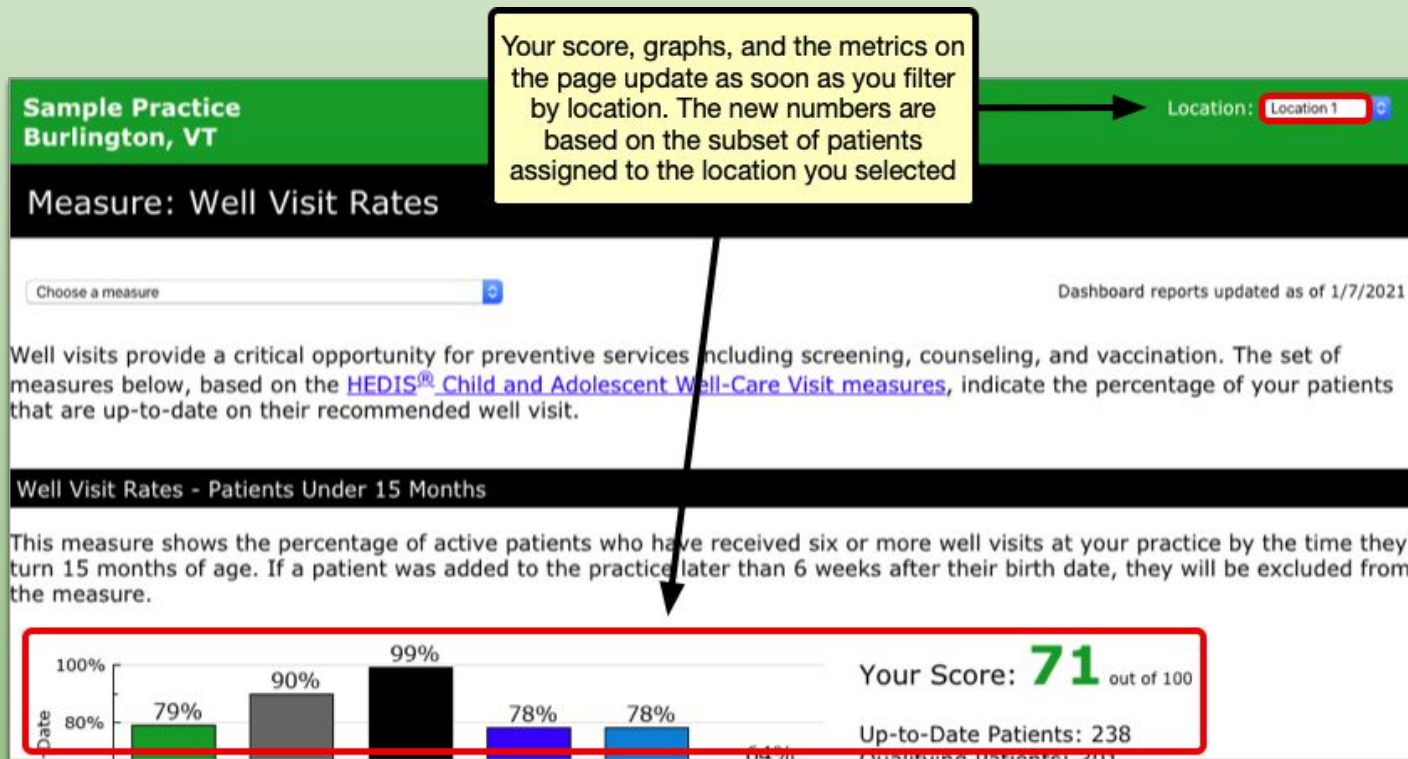 Your score, graphs, and the metrics on
the page update as soon as you filter
by location. The new numbers are
based on the subset of patients
assigned to the location you selected
Sample Practice
Burlington, VT
Location: Location 1
Measure: Well Visit Rates
Choose a measure
Dashboard reports updated as of 1/7/2021
Well visits provide a critical opportunity for preventive services including screening, counseling, and vaccination. The set of
measures below, based on the HEDIS® Child and Adolescent Well-Care Visit measures, indicate the percentage of your patients
that are up-to-date on their recommended well visit.
Well Visit Rates - Patients Under 15 Months
This measure shows the percentage of active patients who have received six or more well visits at your practice by the time they
turn 15 months of age. If a patient was added to the practice later than 6 weeks after their birth date, they will be excluded from
the measure.
100%
80%
-Date
79%
90%
99%
78%
78%
64%
Your Score: 71 out of 100
Up-to-Date Patients: 238
Qualifying Patients: 301